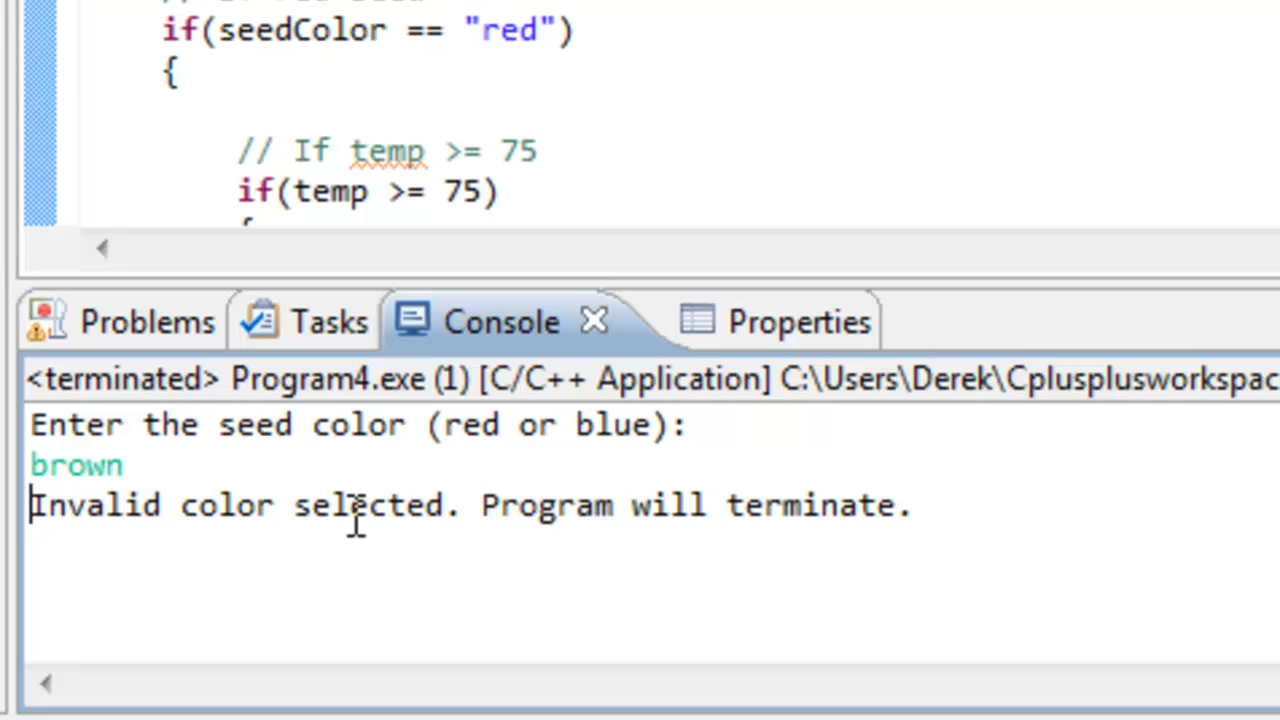 if(seedColor == "red")
{
// If temp >= 75
if(temp >= 75)
Problems Tasks Console Properties
<terminated> Program4.exe (1) [C/C++ Application] C:\Users\Derek\Cplusplusworkspac
Enter the seed color (red or blue):
brown
Invalid color selected. Program will terminate.